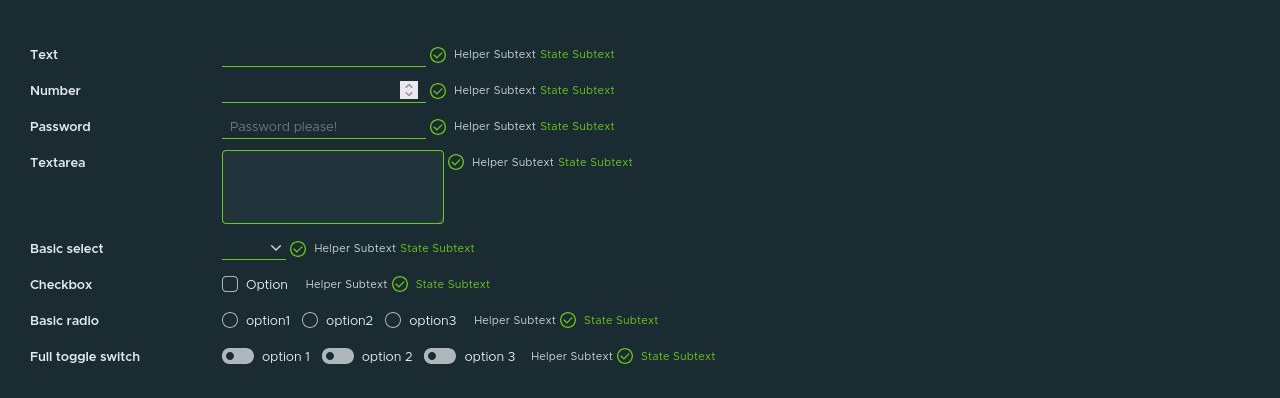 Text Helper Subtext State Subtext
Number Helper Subtext State Subtext
Password Password please! Helper Subtext State Subtext
Textarea Helper Subtext State Subtext
Basic select Helper Subtext State Subtext
Checkbox Option Helper Subtext State Subtext
Basic radio option1 option2 option3 Helper Subtext State Subtext
Full toggle switch option 1 option 2 option 3 Helper Subtext State Subtext